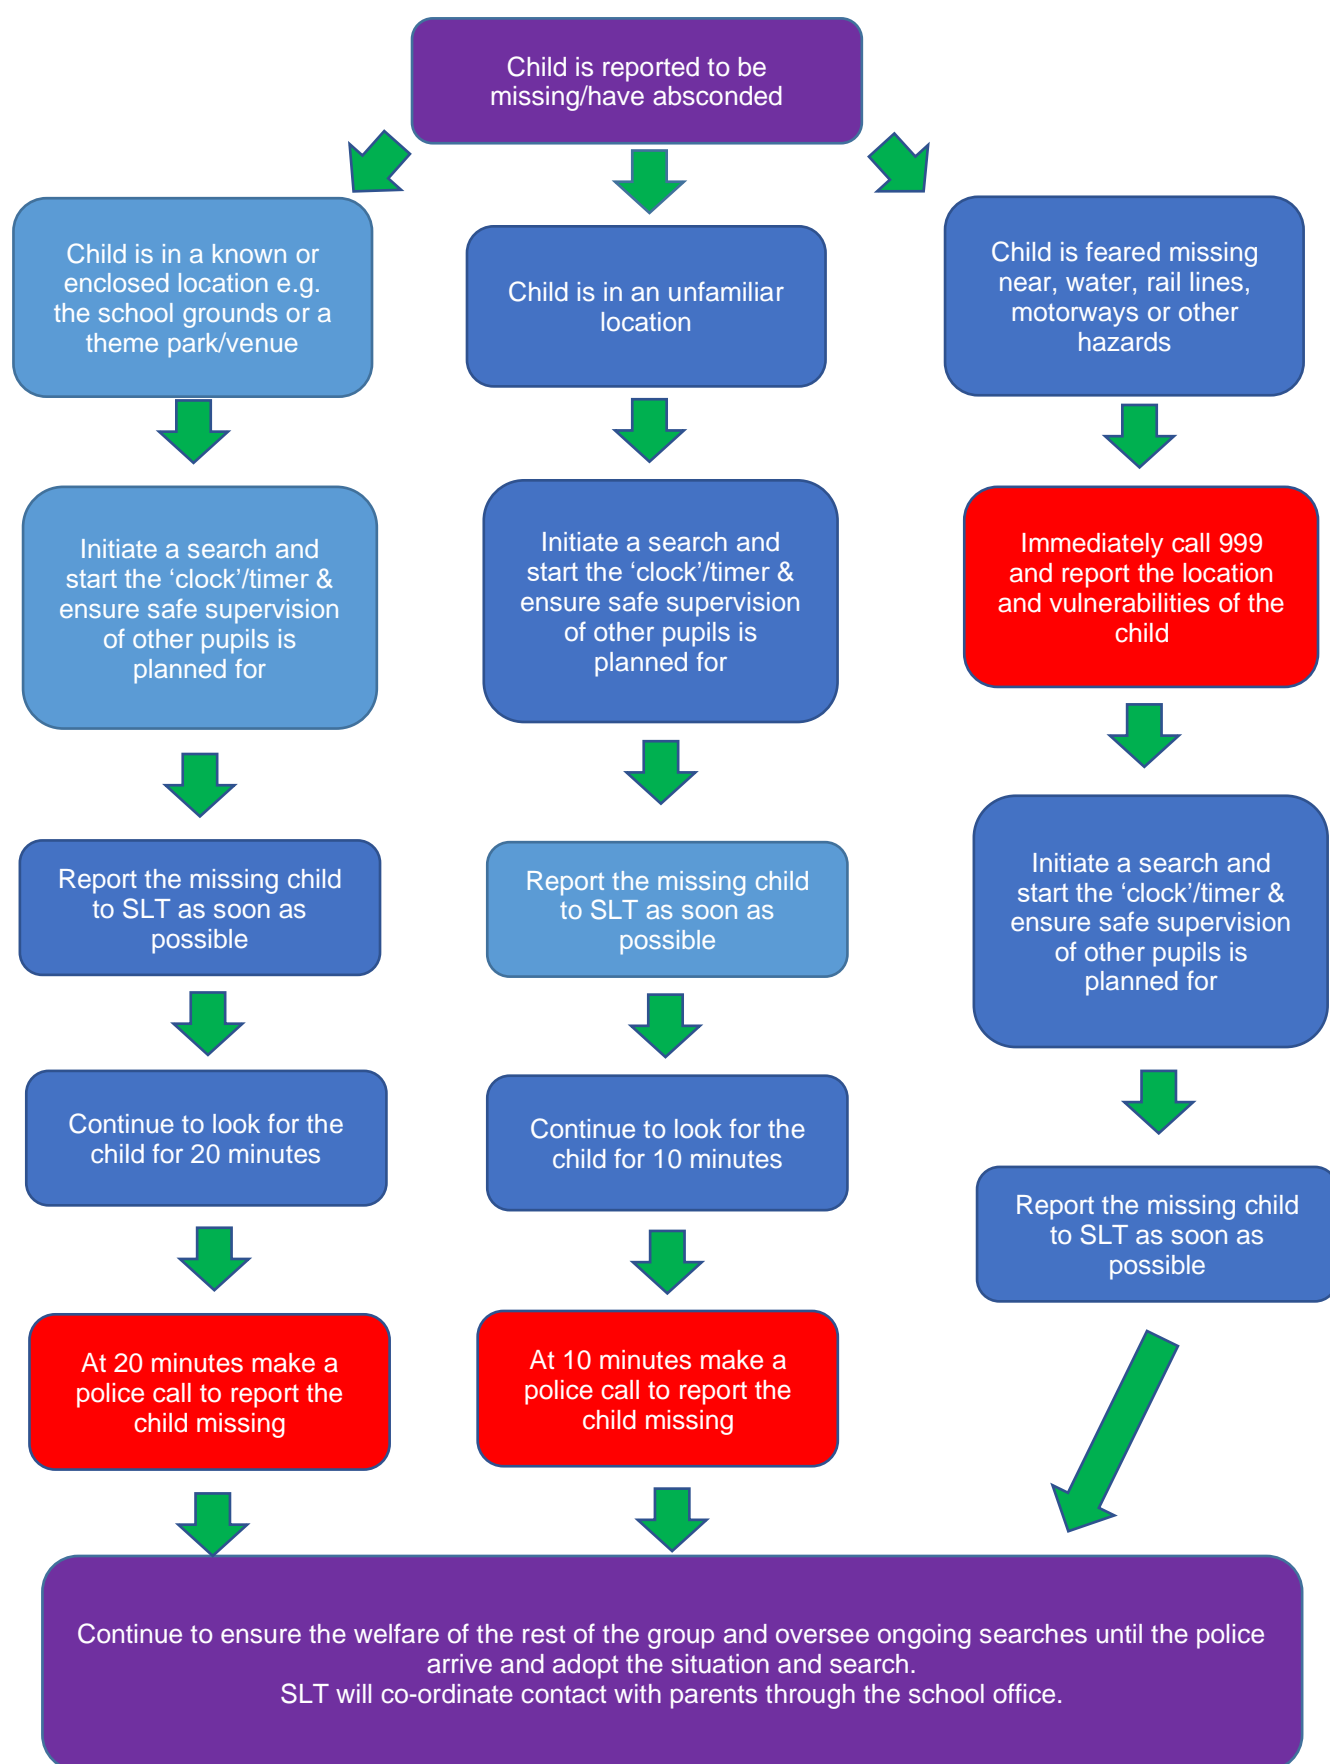 Child is reported to be
missing/have absconded
Child is in a known or
enclosed location e.g.
the school grounds or a
theme park/venue
Initiate a search and
start the ‘clock’/timer &
ensure safe supervision
of other pupils is
planned for
Report the missing child
to SLT as soon as
possible
Continue to look for the
child for 20 minutes
At 20 minutes make a
police call to report the
child missing
Child is in an unfamiliar
location
Initiate a search and
start the ‘clock’/timer &
ensure safe supervision
of other pupils is
planned for
Report the missing child
to SLT as soon as
possible
Continue to look for the
child for 10 minutes
At 10 minutes make a
police call to report the
child missing
Child is feared missing
near, water, rail lines,
motorways or other
hazards
Immediately call 999
and report the location
and vulnerabilities of the
child
Initiate a search and
start the ‘clock’/timer &
ensure safe supervision
of other pupils is
planned for
Report the missing child
to SLT as soon as
possible
Continue to ensure the welfare of the rest of the group and oversee ongoing searches until the police
arrive and adopt the situation and search.
SLT will co-ordinate contact with parents through the school office.